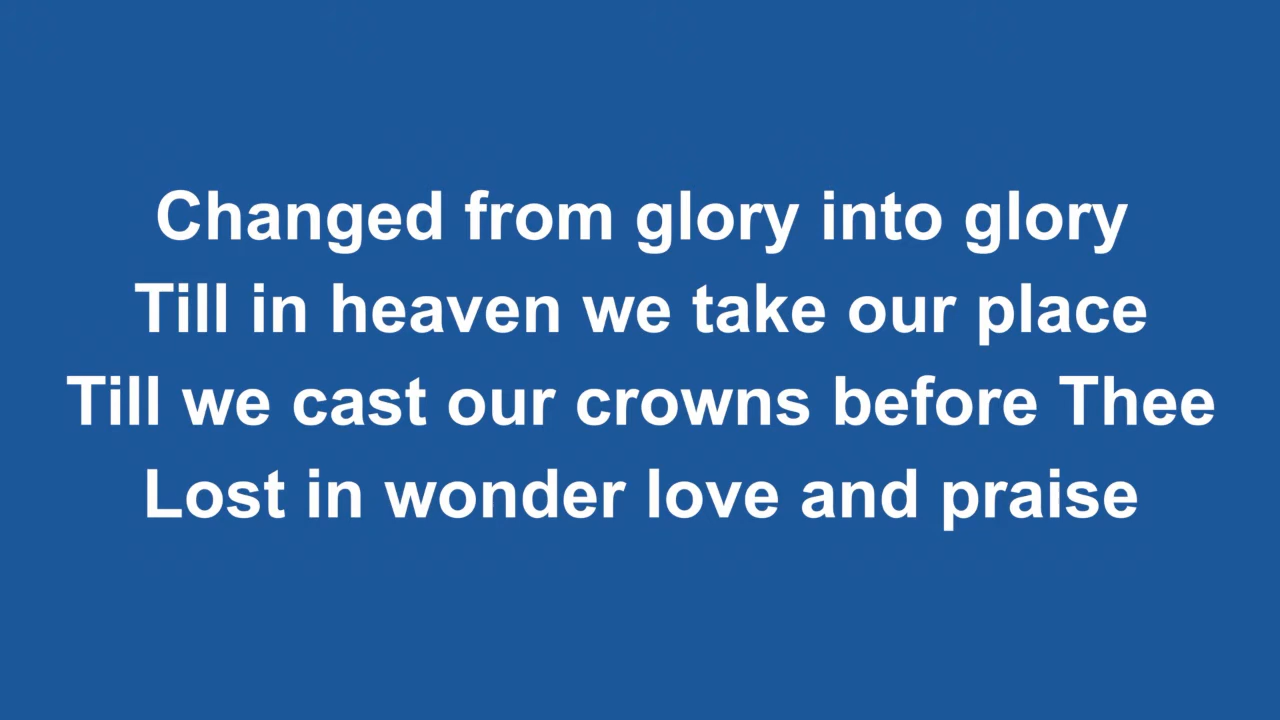 Changed from glory into glory
Till in heaven we take our place
Till we cast our crowns before Thee
Lost in wonder love and praise